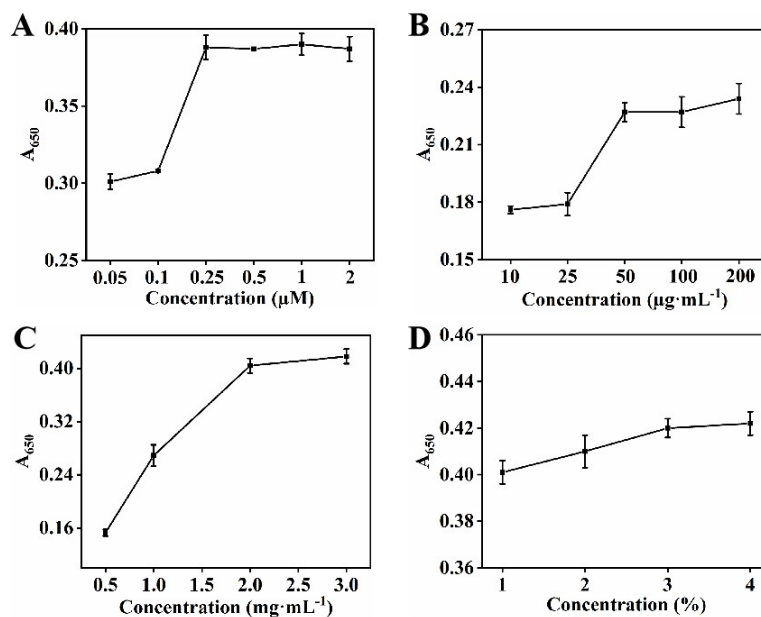 A
0.40
0.35
0.30
0.25
A₆₅₀
0.05 0.1 0.25 0.5 1 2
Concentration (µM)
B
0.27
0.24
0.21
0.18
0.15
A₆₅₀
10 25 50 100 200
Concentration (µg·mL⁻¹)
C
0.40
0.32
0.24
0.16
A₆₅₀
0.5 1.0 1.5 2.0 2.5 3.0
Concentration (mg·mL⁻¹)
D
0.46
0.44
0.42
0.40
0.38
0.36
A₆₅₀
1 2 3 4
Concentration (%)